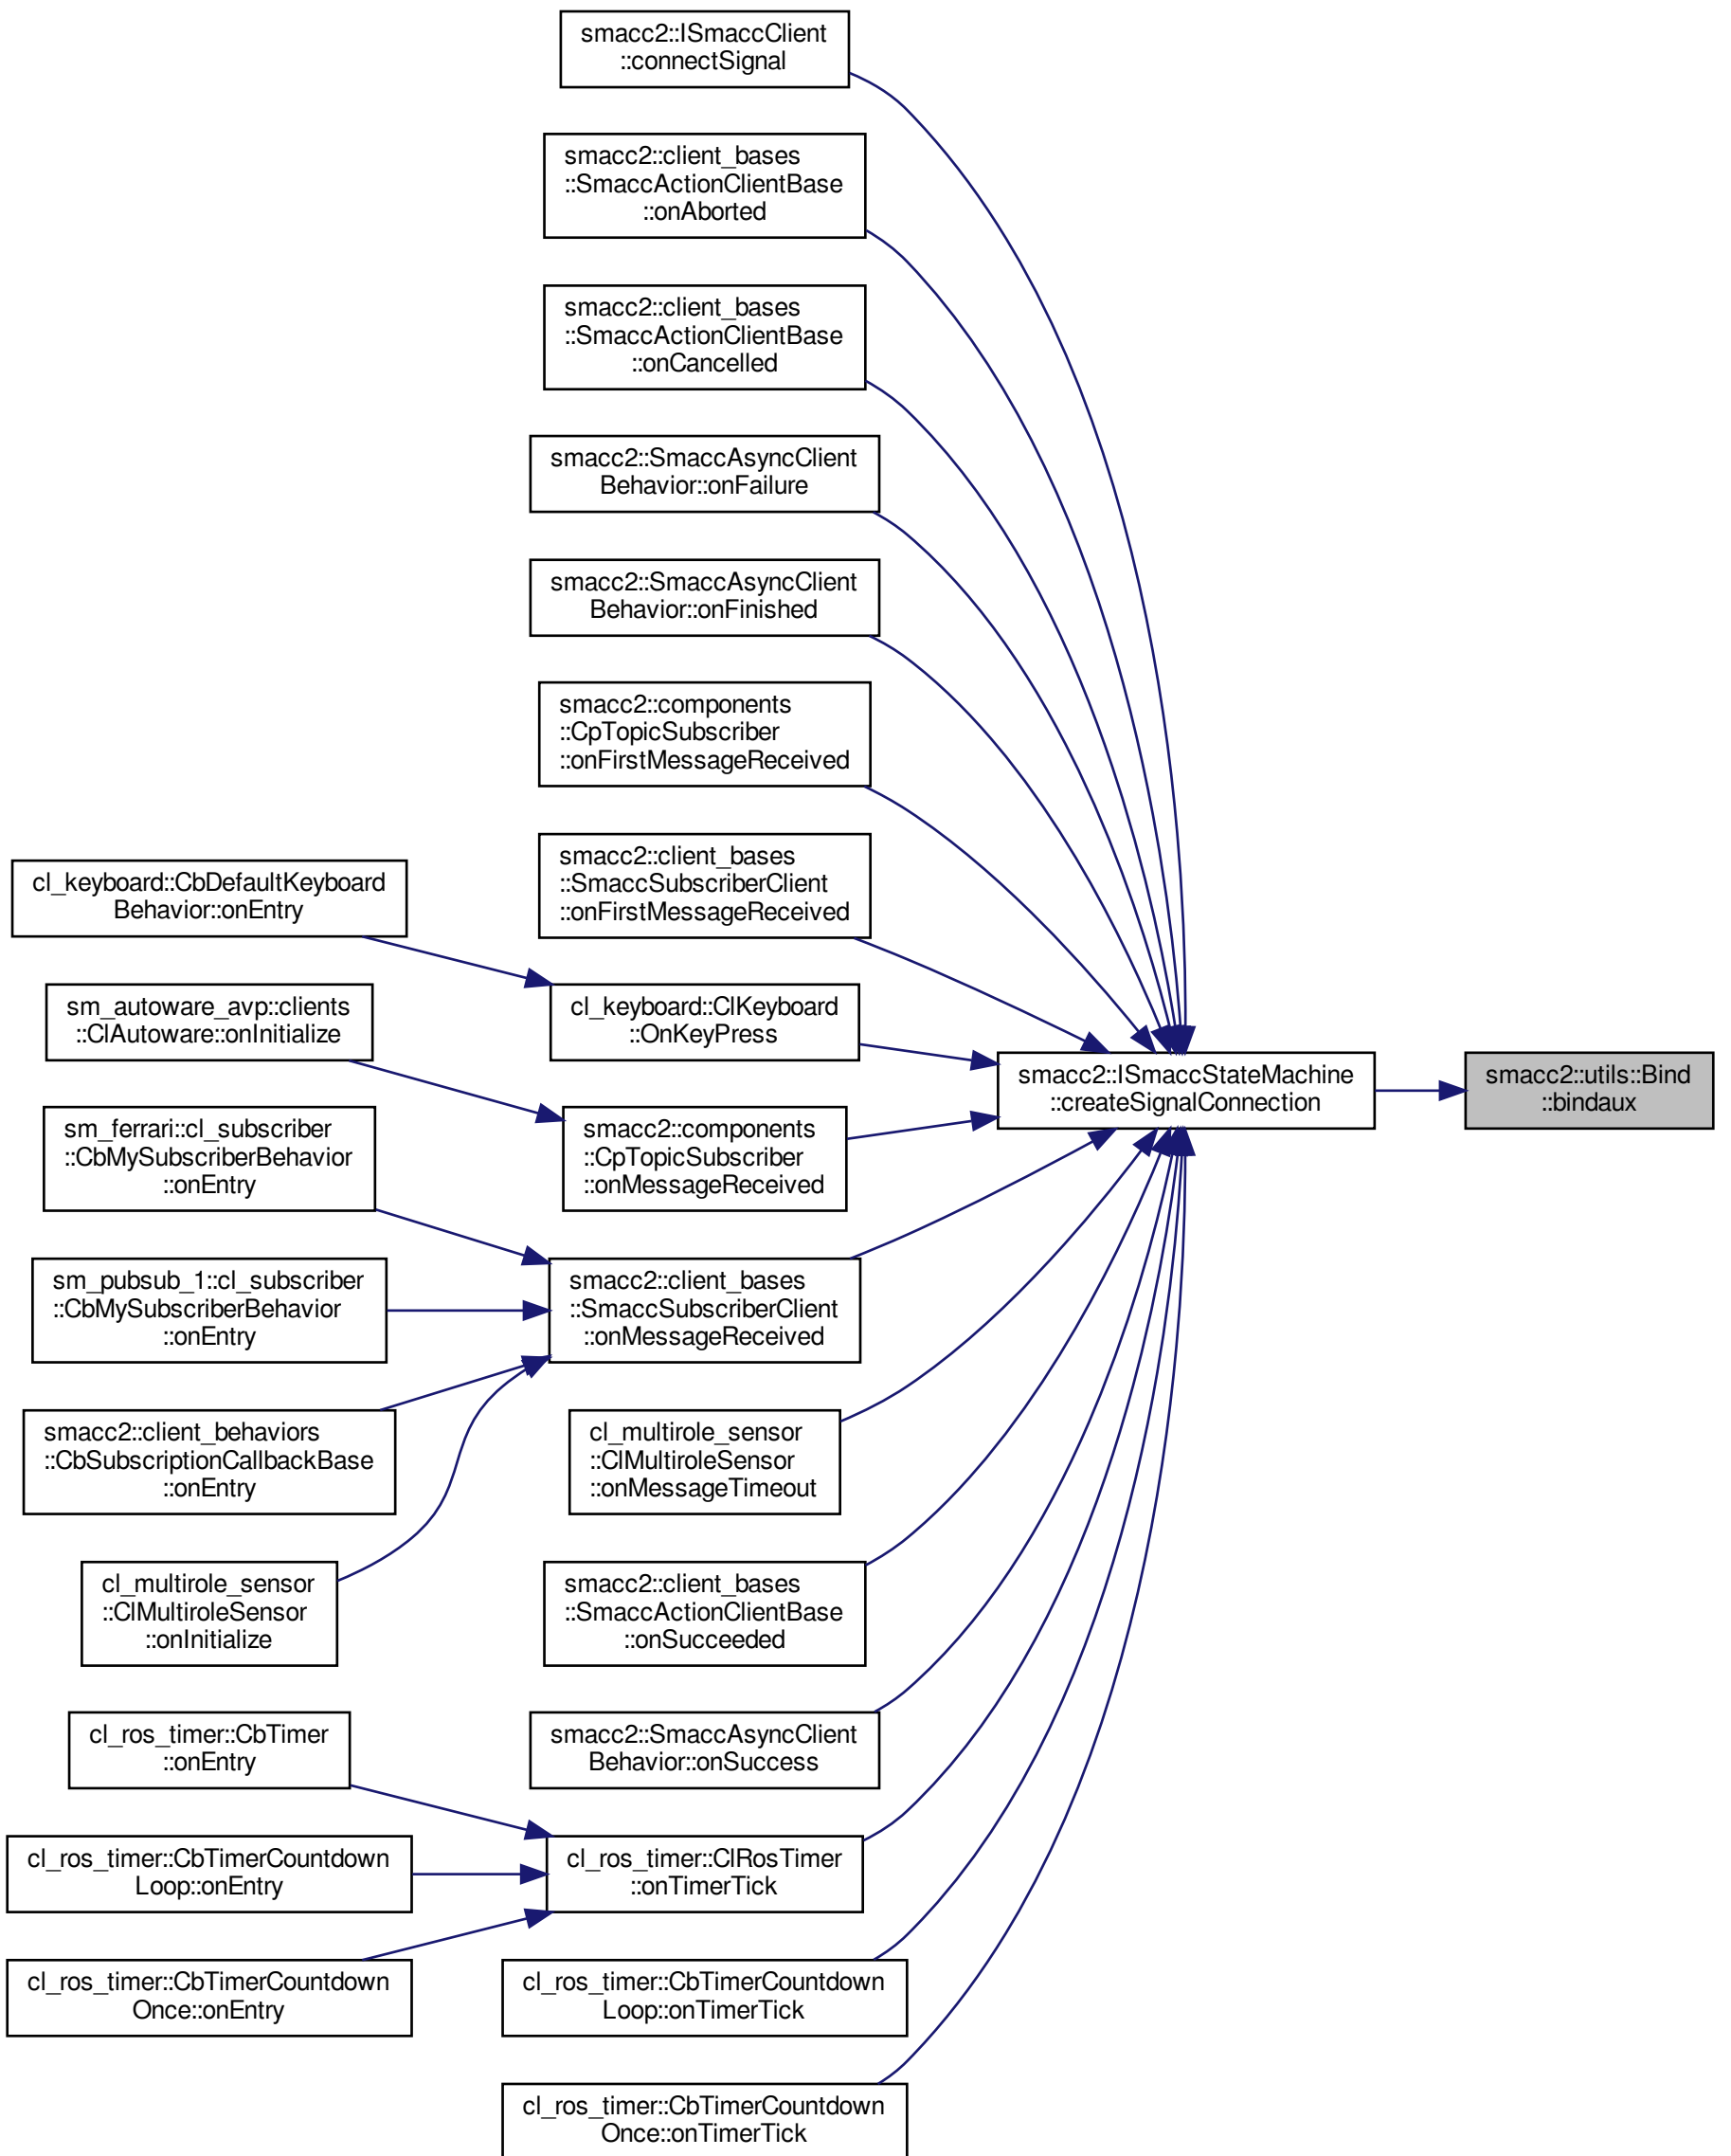 smacc2::ISmaccClient
::connectSignal
smacc2::client_bases
::SmaccActionClientBase
::onAborted
smacc2::client_bases
::SmaccActionClientBase
::onCancelled
smacc2::SmaccAsyncClient
Behavior::onFailure
smacc2::SmaccAsyncClient
Behavior::onFinished
smacc2::components
::CpTopicSubscriber
::onFirstMessageReceived
smacc2::client_bases
::SmaccSubscriberClient
::onFirstMessageReceived
cl_keyboard::CbDefaultKeyboard
Behavior::onEntry
cl_keyboard::ClKeyboard
::OnKeyPress
sm_autoware_avp::clients
::ClAutoware::onInitialize
smacc2::ISmaccStateMachine
::createSignalConnection
smacc2::utils::Bind
::bindaux
smacc2::components
::CpTopicSubscriber
::onMessageReceived
sm_ferrari::cl_subscriber
::CbMySubscriberBehavior
::onEntry
smacc2::client_bases
::SmaccSubscriberClient
::onMessageReceived
sm_pubsub_1::cl_subscriber
::CbMySubscriberBehavior
::onEntry
smacc2::client_behaviors
::CbSubscriptionCallbackBase
::onEntry
cl_multirole_sensor
::ClMultiroleSensor
::onMessageTimeout
cl_multirole_sensor
::ClMultiroleSensor
::onInitialize
smacc2::client_bases
::SmaccActionClientBase
::onSucceeded
smacc2::SmaccAsyncClient
Behavior::onSuccess
cl_ros_timer::CbTimer
::onEntry
cl_ros_timer::CbTimerCountdown
Loop::onEntry
cl_ros_timer::ClRosTimer
::onTimerTick
cl_ros_timer::CbTimerCountdown
Once::onEntry
cl_ros_timer::CbTimerCountdown
Loop::onTimerTick
cl_ros_timer::CbTimerCountdown
Once::onTimerTick